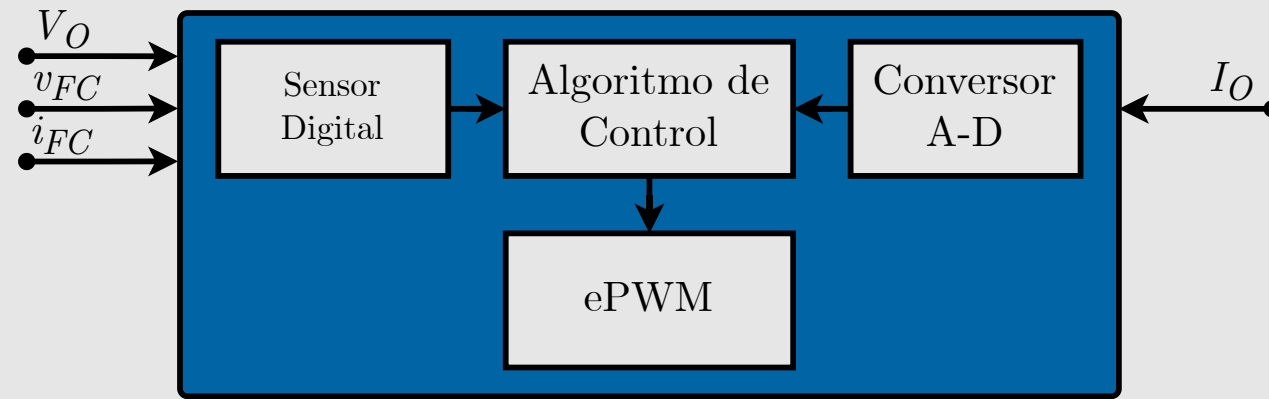 V_O
v_FC
i_FC
Sensor
Digital
Algoritmo de
Control
Conversor
A-D
I_O
ePWM